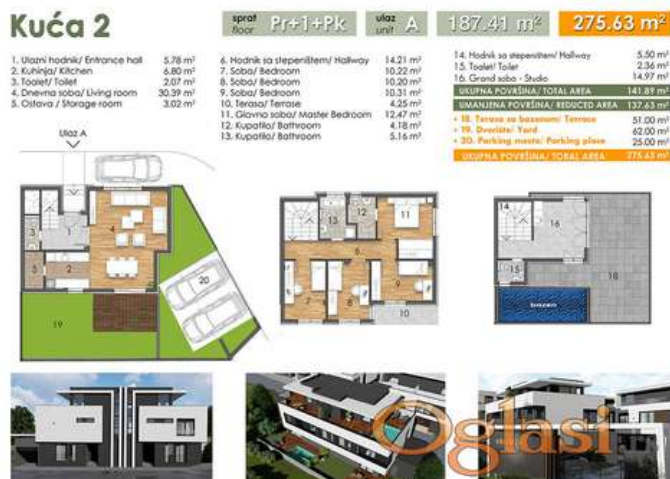 Kuća 2
sprat floor Pr+1+Pk
ulaz unit A
187.41 m²
275.63 m²
1. Ulazni hodnik/ Entrance hall 5.78 m²
2. Kuhinja/ Kitchen 6.80 m²
3. Toalet/ Toilet 2.07 m²
4. Dnevna soba/ Living room 30.39 m²
5. Ostava / Storage room 3.02 m²
6. Hodnik sa stepeništem/ Hallway 14.21 m²
7. Soba/ Bedroom 10.22 m²
8. Soba/ Bedroom 10.20 m²
9. Soba/ Bedroom 10.31 m²
10. Terasa/ Terrase 4.25 m²
11. Glavna soba/ Master Bedroom 12.47 m²
12. Kupatilo/ Bathroom 4.18 m²
13. Kupatilo/ Bathroom 5.16 m²
14. Hodnik sa stepeništem/ Hallway 5.50 m²
15. Toalet/ Toilet 2.36 m²
16. Grand soba - Studio 14.97 m²
UKUPNA POVRŠINA/ TOTAL AREA 141.89 m²
UMANJENA POVRŠINA/ REDUCED AREA 137.63 m²
+ 18. Terasa sa bazenom/ Terrace 51.00 m²
+ 19. Dvorište/ Yard 62.00 m²
+ 20. Parking mesto/ Parking place 25.00 m²
UKUPNA POVRŠINA/ TORAL AREA 275.63 m²
Ulaz A
1
2
3
4
5
19
20
6
7
8
9
10
11
12
13
14
15
16
18
bazen
Oglasi